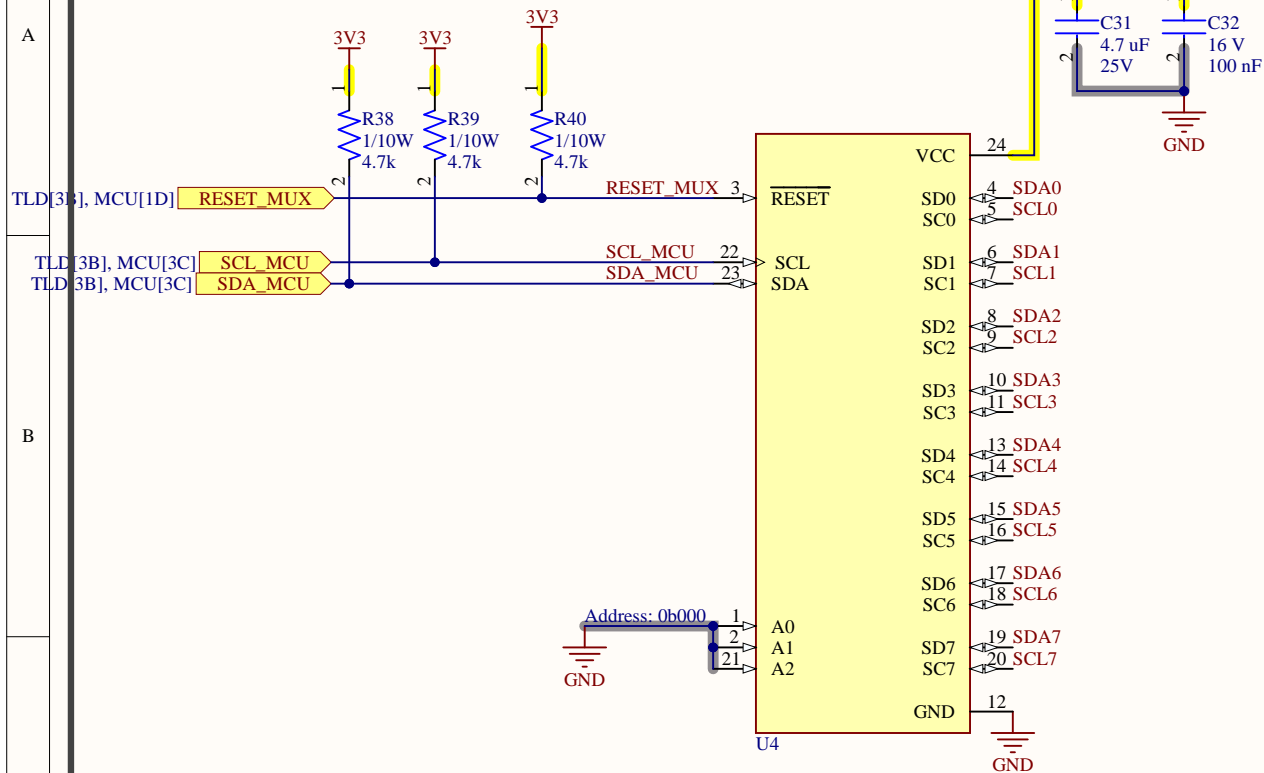 A
3V3
3V3
3V3
1
1
1
R38
1/10W
4.7k
R39
1/10W
4.7k
R40
1/10W
4.7k
2
2
2
C31
4.7 uF
25V
C32
16 V
100 nF
2
2
GND
TLD[3B], MCU[1D] RESET_MUX
RESET_MUX 3 RESET
TLD[3B], MCU[3C] SCL_MCU
SCL_MCU 22 SCL
TLD[3B], MCU[3C] SDA_MCU
SDA_MCU 23 SDA
VCC 24
SD0 4 SDA0
SC0 5 SCL0
SD1 6 SDA1
SC1 7 SCL1
SD2 8 SDA2
SC2 9 SCL2
SD3 10 SDA3
SC3 11 SCL3
B
SD4 13 SDA4
SC4 14 SCL4
SD5 15 SDA5
SC5 16 SCL5
SD6 17 SDA6
SC6 18 SCL6
Address: 0b000 1 A0
2 A1
21 A2
GND
SD7 19 SDA7
SC7 20 SCL7
GND 12
U4
GND